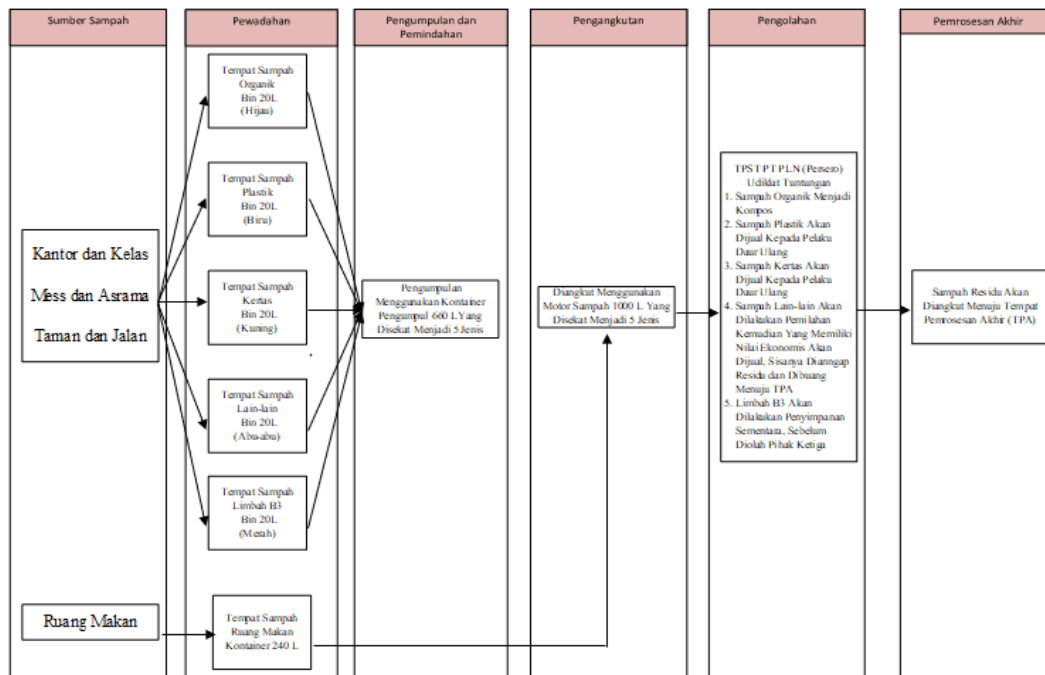 Sumber Sampah
Pewadahan
Pengumpulan dan
Pemindahan
Pengangkutan
Pengolahan
Pemrosesan Akhir
Kantor dan Kelas
Mess dan Asrama
Taman dan Jalan
Ruang Makan
Tempat Sampah
Organik
Bin 20L
(Hijau)
Tempat Sampah
Plastik
Bin 20L
(Biru)
Tempat Sampah
Kertas
Bin 20L
(Kuning)
Tempat Sampah
Lain-lain
Bin 20L
(Abu-abu)
Tempat Sampah
Limbah B3
Bin 20L
(Merah)
Tempat Sampah
Ruang Makan
Kontainer 240 L
Pengumpulan
Menggunakan Kontainer
Pengumpul 660 L Yang
Disekat Menjadi 5 Jenis
Diangkut Menggunakan
Motor Sampah 1000 L Yang
Disekat Menjadi 5 Jenis
TPST PT PLN (Persero)
Udiklat Tuntungan
1. Sampah Organik Menjadi
Kompos
2. Sampah Plastik Akan
Dijual Kepada Pelaku
Daur Ulang
3. Sampah Kertas Akan
Dijual Kepada Pelaku
Daur Ulang
4. Sampah Lain-lain Akan
Dilakukan Pemilahan
Kemudian Yang Memiliki
Nilai Ekonomis Akan
Dijual, Sisanya Dianngap
Residu dan Dibuang
Menuju TPA
5. Limbah B3 Akan
Dilakukan Penyimpanan
Sementara, Sebelum
Diolah Pihak Ketiga
Sampah Residu Akan
Diangkut Menuju Tempat
Pemrosesan Akhir (TPA)